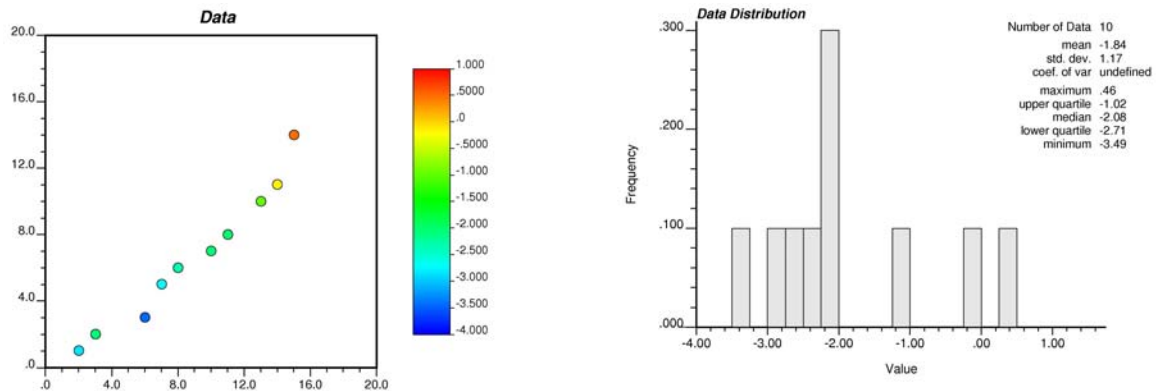 Data
20.0
16.0
12.0
8.0
4.0
.0
.0 4.0 8.0 12.0 16.0 20.0
1.000
.5000
.0
-.5000
-1.000
-1.500
-2.000
-2.500
-3.000
-3.500
-4.000
Data Distribution
Number of Data 10
mean -1.84
std. dev. 1.17
coef. of var undefined
maximum .46
upper quartile -1.02
median -2.08
lower quartile -2.71
minimum -3.49
Frequency
.300
.200
.100
.000
-4.00 -3.00 -2.00 -1.00 .00 1.00
Value